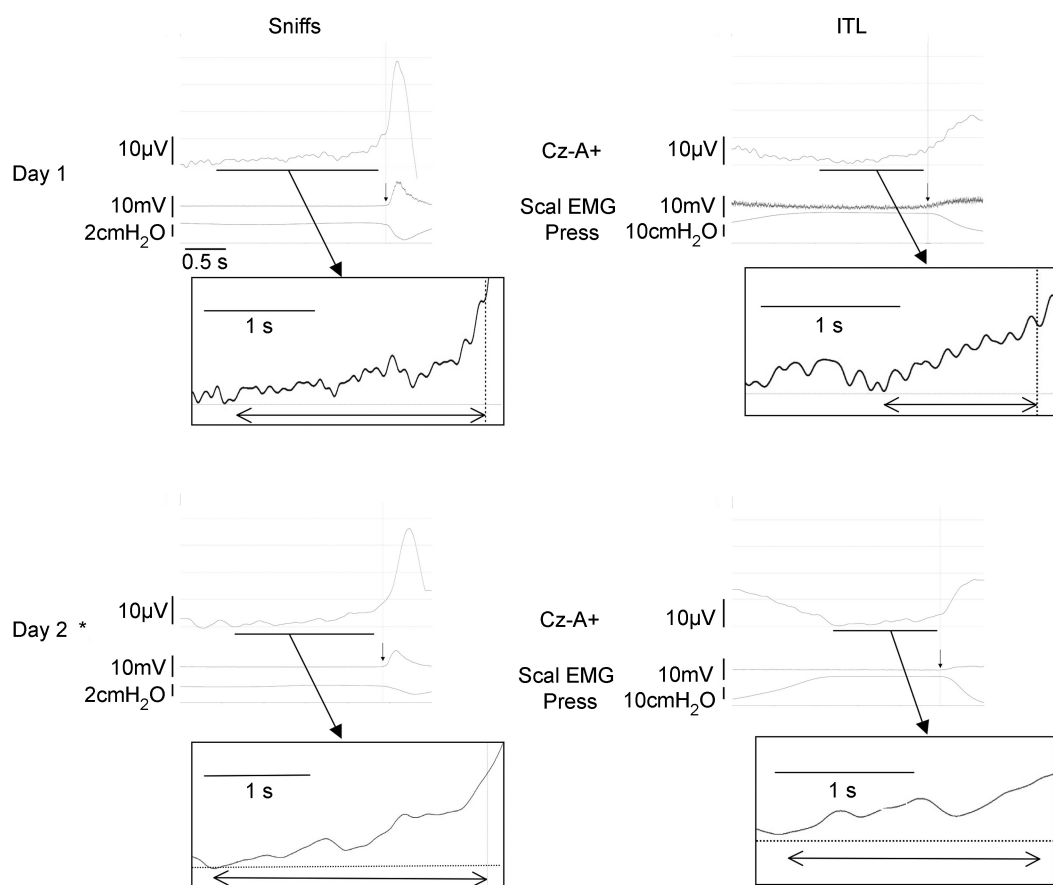 Sniffs
ITL
Day 1
10µV
10mV
2cmH₂O
0.5 s
1 s
Cz-A+
10µV
Scal EMG
10mV
Press
10cmH₂O
1 s
Day 2 *
10µV
10mV
2cmH₂O
1 s
Cz-A+
10µV
Scal EMG
10mV
Press
10cmH₂O
1 s